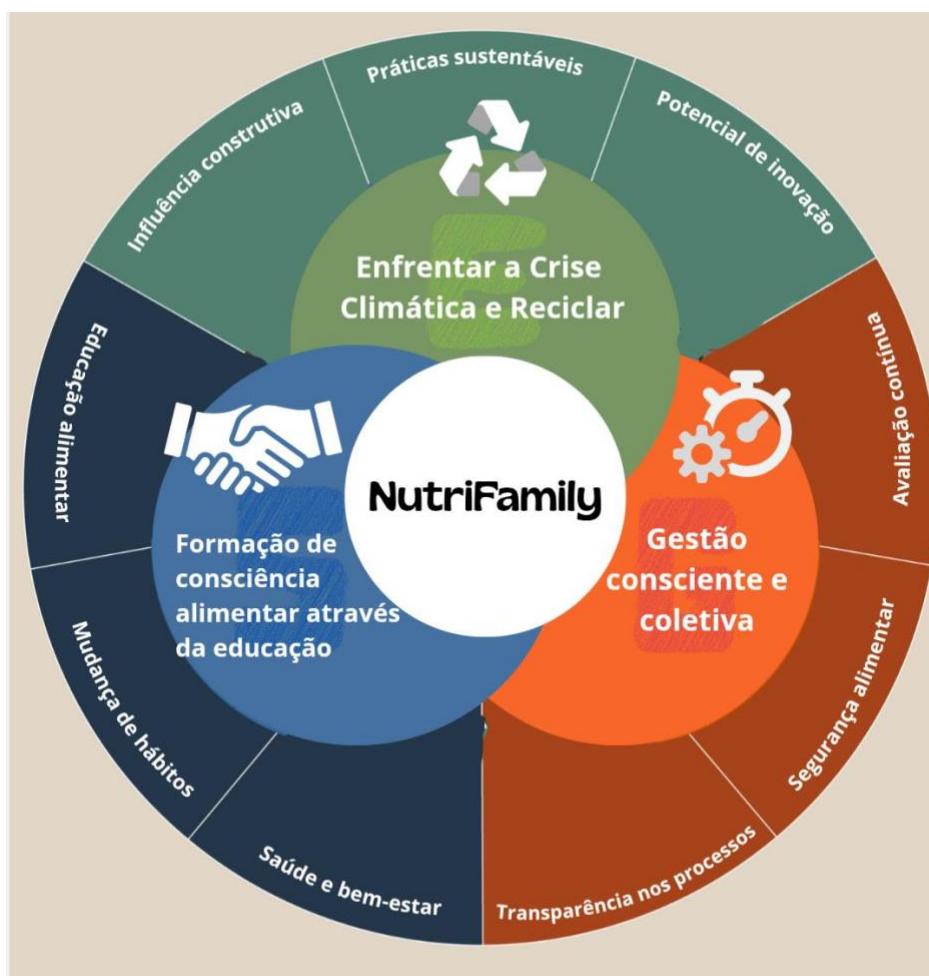 Práticas sustentáveis
Influência construtiva
Potencial de inovação
Enfrentar a Crise
Climática e Reciclar
E
Educação alimentar
Avaliação contínua
NutriFamily
Formação de
consciência
alimentar através
da educação
S
Gestão
consciente e
coletiva
G
Mudança de hábitos
Segurança alimentar
Saúde e bem-estar
Transparência nos processos